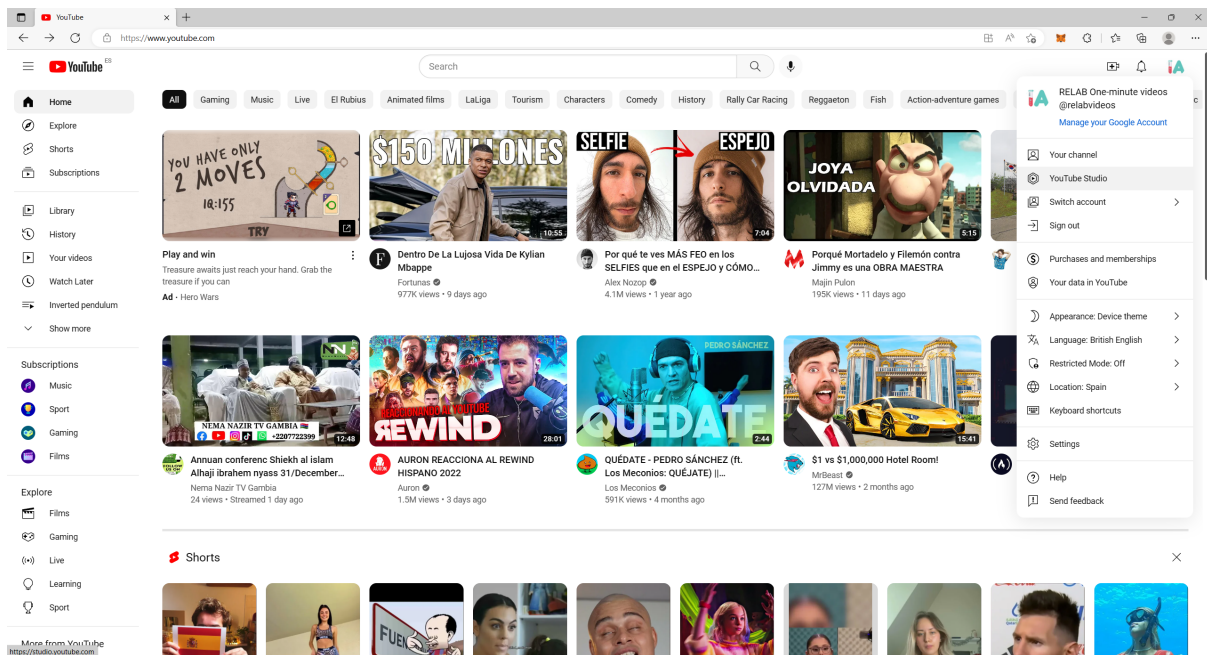 YouTube
https://www.youtube.com
YouTube ES
Search
RELAB One-minute videos
@relabvideos
Manage your Google Account
Your channel
YouTube Studio
Switch account
Sign out
Purchases and memberships
Your data in YouTube
Appearance: Device theme
Language: British English
Restricted Mode: Off
Location: Spain
Keyboard shortcuts
Settings
Help
Send feedback
Home
Explore
Shorts
Subscriptions
Library
History
Your videos
Watch Later
Inverted pendulum
Show more
Subscriptions
Music
Sport
Gaming
Films
Explore
Films
Gaming
Live
Learning
Sport
More from YouTube
https://studio.youtube.com
All
Gaming
Music
Live
El Rubius
Animated films
LaLiga
Tourism
Characters
Comedy
History
Rally Car Racing
Reggaeton
Fish
Action-adventure games
YOU HAVE ONLY
2 MOVES
IQ:155
TRY
Play and win
Treasure awaits just reach your hand. Grab the
treasure if you can
Ad • Hero Wars
$150 MILLONES
10:55
Dentro De La Lujosa Vida De Kylian
Mbappe
Fortunas
977K views • 9 days ago
SELFIE
ESPEJO
7:04
Por qué te ves MÁS FEO en los
SELFIES que en el ESPEJO y CÓMO...
Alex Nozop
4.1M views • 1 year ago
JOYA
OLVIDADA
5:15
Porqué Mortadelo y Filemón contra
Jimmy es una OBRA MAESTRA
Majin Pulon
195K views • 11 days ago
NEMA NAZIR TV GAMBIA
+2207722399
12:48
Annuan conferenc Shiekh al islam
Alhaji ibrahem nyass 31/December...
Nema Nazir TV Gambia
24 views • Streamed 1 day ago
REACCIONANDO AL YOUTUBE
REWIND
28:01
AURON REACCIONA AL REWIND
HISPANO 2022
Auron
1.5M views • 3 days ago
PEDRO SÁNCHEZ
QUÉDATE
2:44
QUÉDATE - PEDRO SÁNCHEZ (ft.
Los Meconios: QUÉJATE) ||...
Los Meconios
591K views • 4 months ago
15:41
$1 vs $1,000,000 Hotel Room!
MrBeast
127M views • 2 months ago
Shorts
FUEN